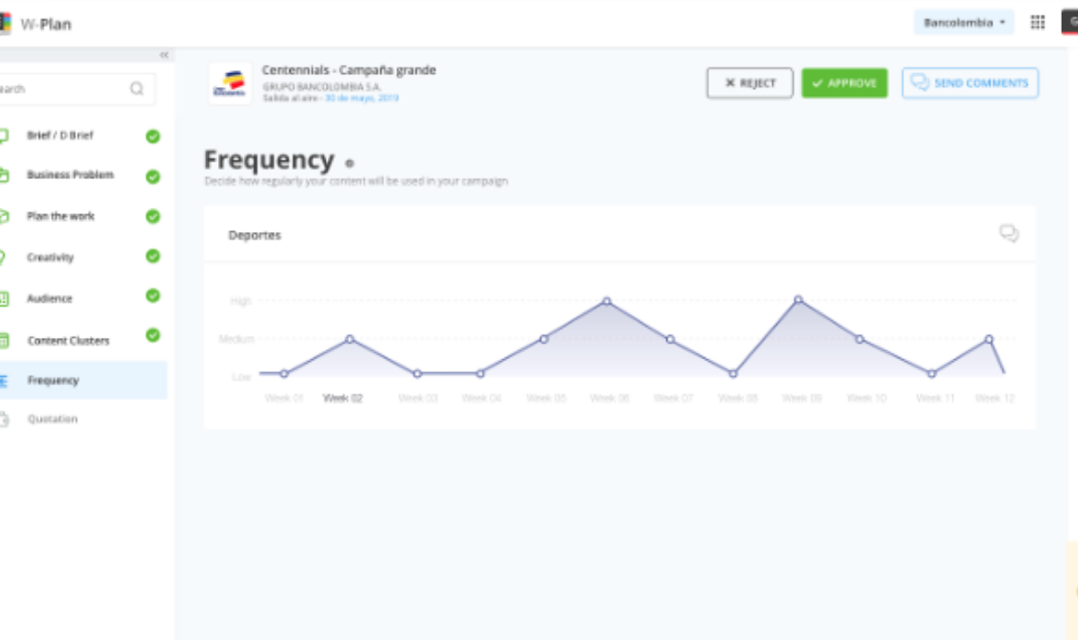 W-Plan
Bancolombia
earch
Centennials - Campaña grande
GRUPO BANCOLOMBIA S.A.
Salida al aire - 30 de mayo, 2019
REJECT
APPROVE
SEND COMMENTS
Brief / D Brief
Business Problem
Plan the work
Creativity
Audience
Content Clusters
Frequency
Quotation
Frequency
Decide how regularly your content will be used in your campaign
Deportes
High
Medium
Low
Week 01 Week 02 Week 03 Week 04 Week 05 Week 06 Week 07 Week 08 Week 09 Week 10 Week 11 Week 12